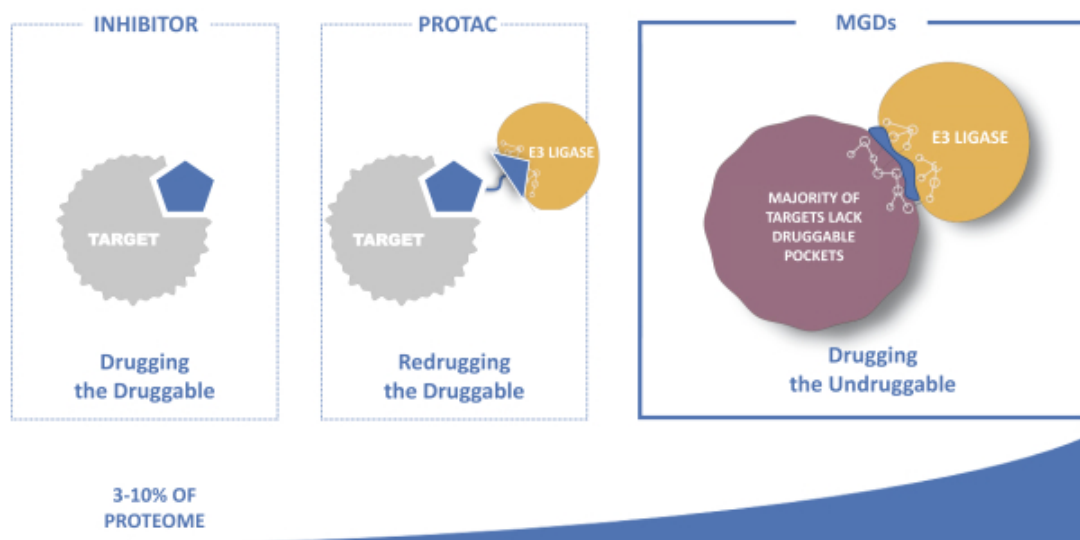 INHIBITOR
TARGET
Drugging
the Druggable
PROTAC
E3 LIGASE
TARGET
Redrugging
the Druggable
MGDs
E3 LIGASE
MAJORITY OF
TARGETS LACK
DRUGGABLE
POCKETS
Drugging
the Undruggable
3-10% OF
PROTEOME